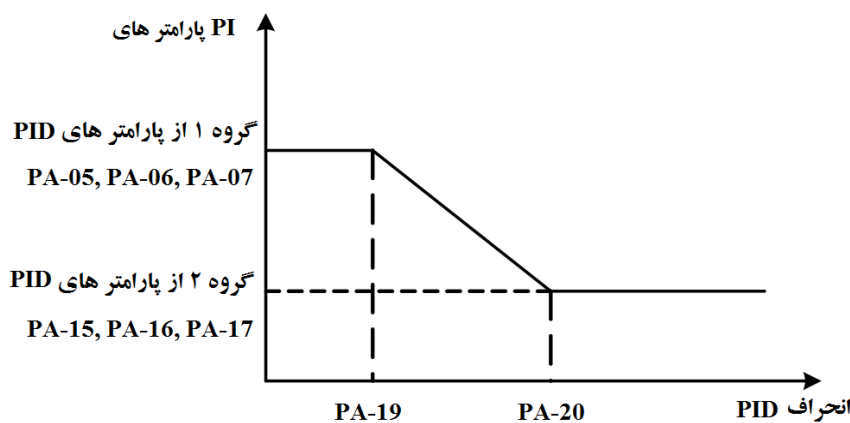 پارامتر های PI
گروه ۱ از پارامتر های PID
PA-05, PA-06, PA-07
گروه ۲ از پارامتر های PID
PA-15, PA-16, PA-17
PA-19
PA-20
انحراف PID